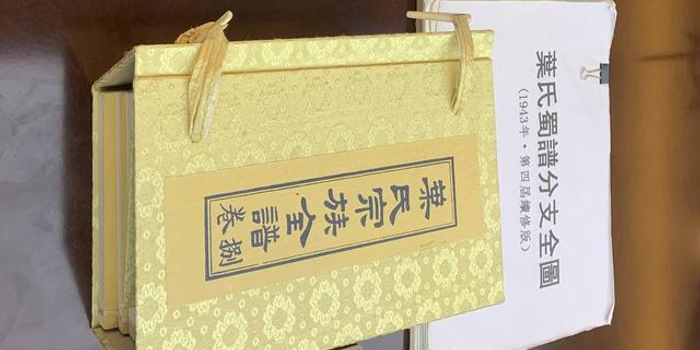 葉氏宗族全譜
卷捌
葉氏蜀譜分支全圖
(1943年·第四屆續修版)